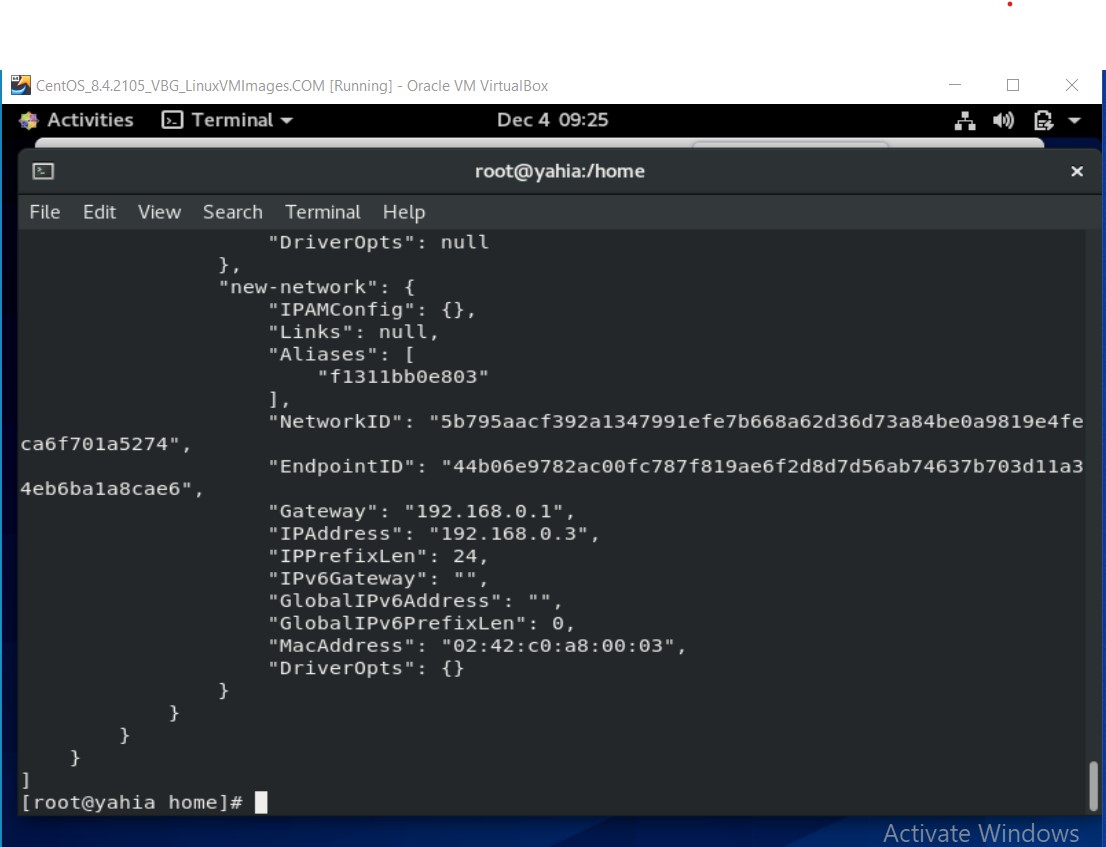 CentOS_8.4.2105_VBG_LinuxVMImages.COM [Running] - Oracle VM VirtualBox
Activities Terminal Dec 4 09:25
root@yahia:/home
File Edit View Search Terminal Help
"DriverOpts": null
},
"new-network": {
"IPAMConfig": {},
"Links": null,
"Aliases": [
"f1311bb0e803"
],
"NetworkID": "5b795aacf392a1347991efe7b668a62d36d73a84be0a9819e4fe
ca6f701a5274",
"EndpointID": "44b06e9782ac00fc787f819ae6f2d8d7d56ab74637b703d11a3
4eb6ba1a8cae6",
"Gateway": "192.168.0.1",
"IPAddress": "192.168.0.3",
"IPPrefixLen": 24,
"IPv6Gateway": "",
"GlobalIPv6Address": "",
"GlobalIPv6PrefixLen": 0,
"MacAddress": "02:42:c0:a8:00:03",
"DriverOpts": {}
}
}
}
}
]
[root@yahia home]#
Activate Windows